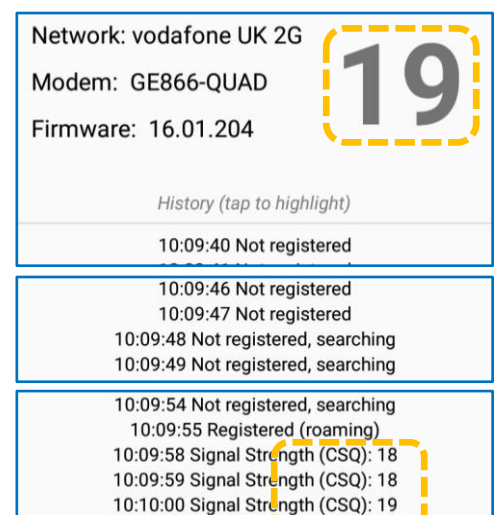 Network: vodafone UK 2G
19
Modem: GE866-QUAD
Firmware: 16.01.204
History (tap to highlight)
10:09:40 Not registered
10:09:46 Not registered
10:09:47 Not registered
10:09:48 Not registered, searching
10:09:49 Not registered, searching
10:09:54 Not registered, searching
10:09:55 Registered (roaming)
10:09:58 Signal Strength (CSQ): 18
10:09:59 Signal Strength (CSQ): 18
10:10:00 Signal Strength (CSQ): 19